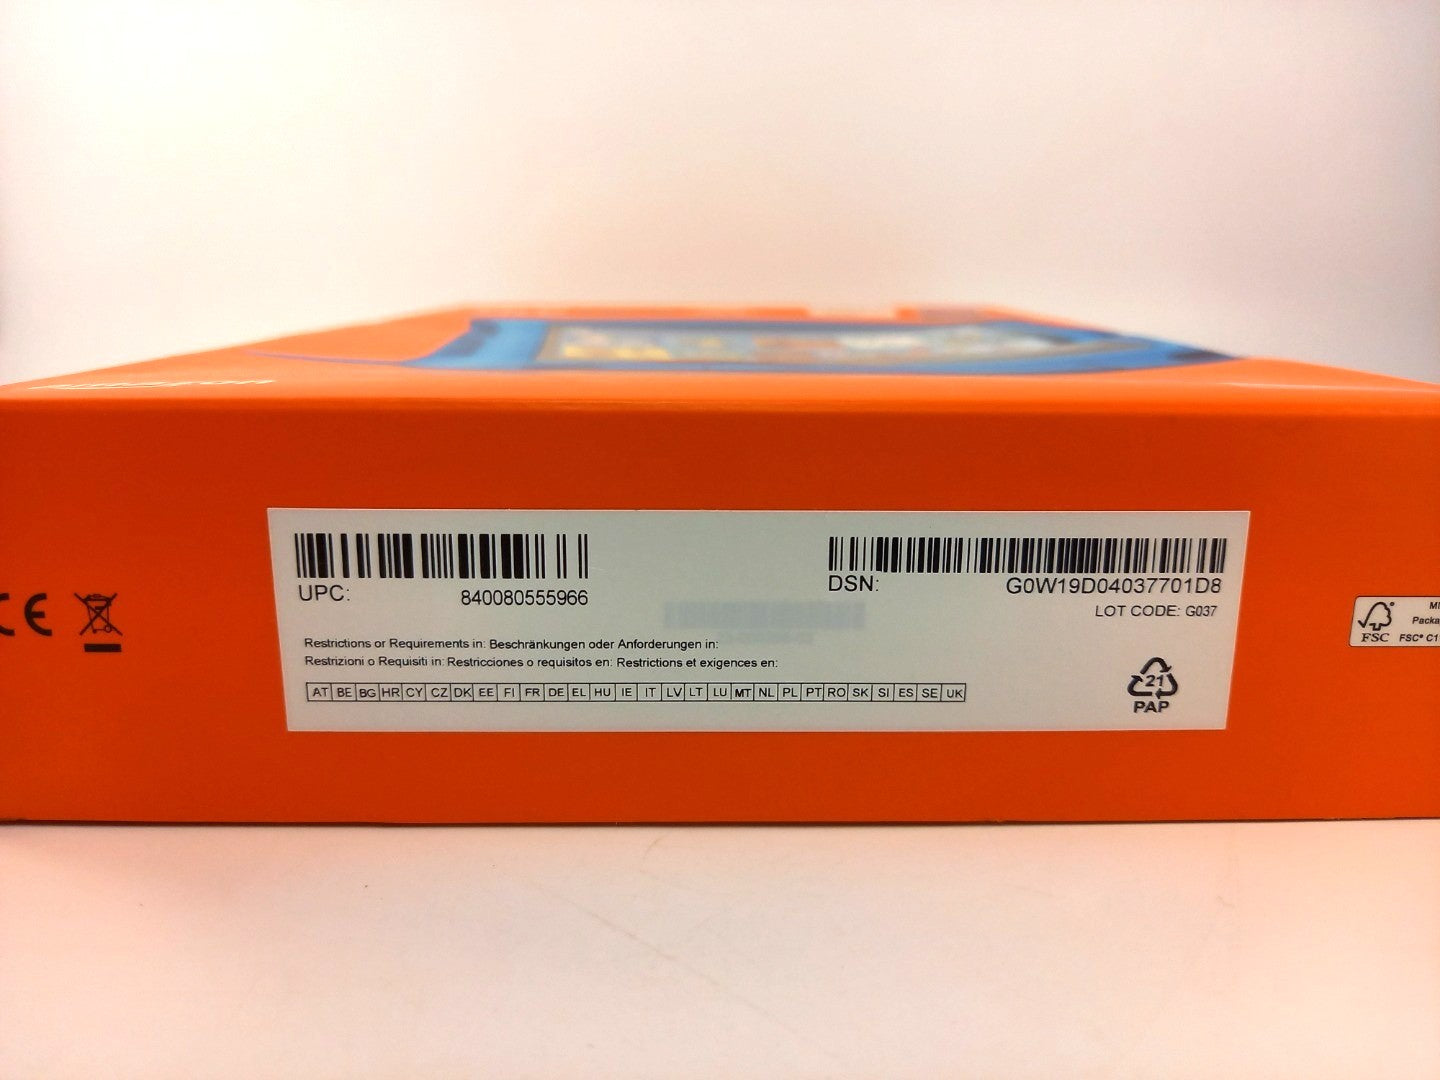 UPC: 840080555966
DSN: G0W19D04037701D8
LOT CODE: G037
Restrictions or Requirements in: Beschränkungen oder Anforderungen in:
Restrizioni o Requisiti in: Restricciones o requisitos en: Restrictions et exigences en:
AT BE BG HR CY CZ DK EE FI FR DE EL HU IE IT LV LT LU MT NL PL PT RO SK SI ES SE UK
21
PAP
CE
FSC
FSC®